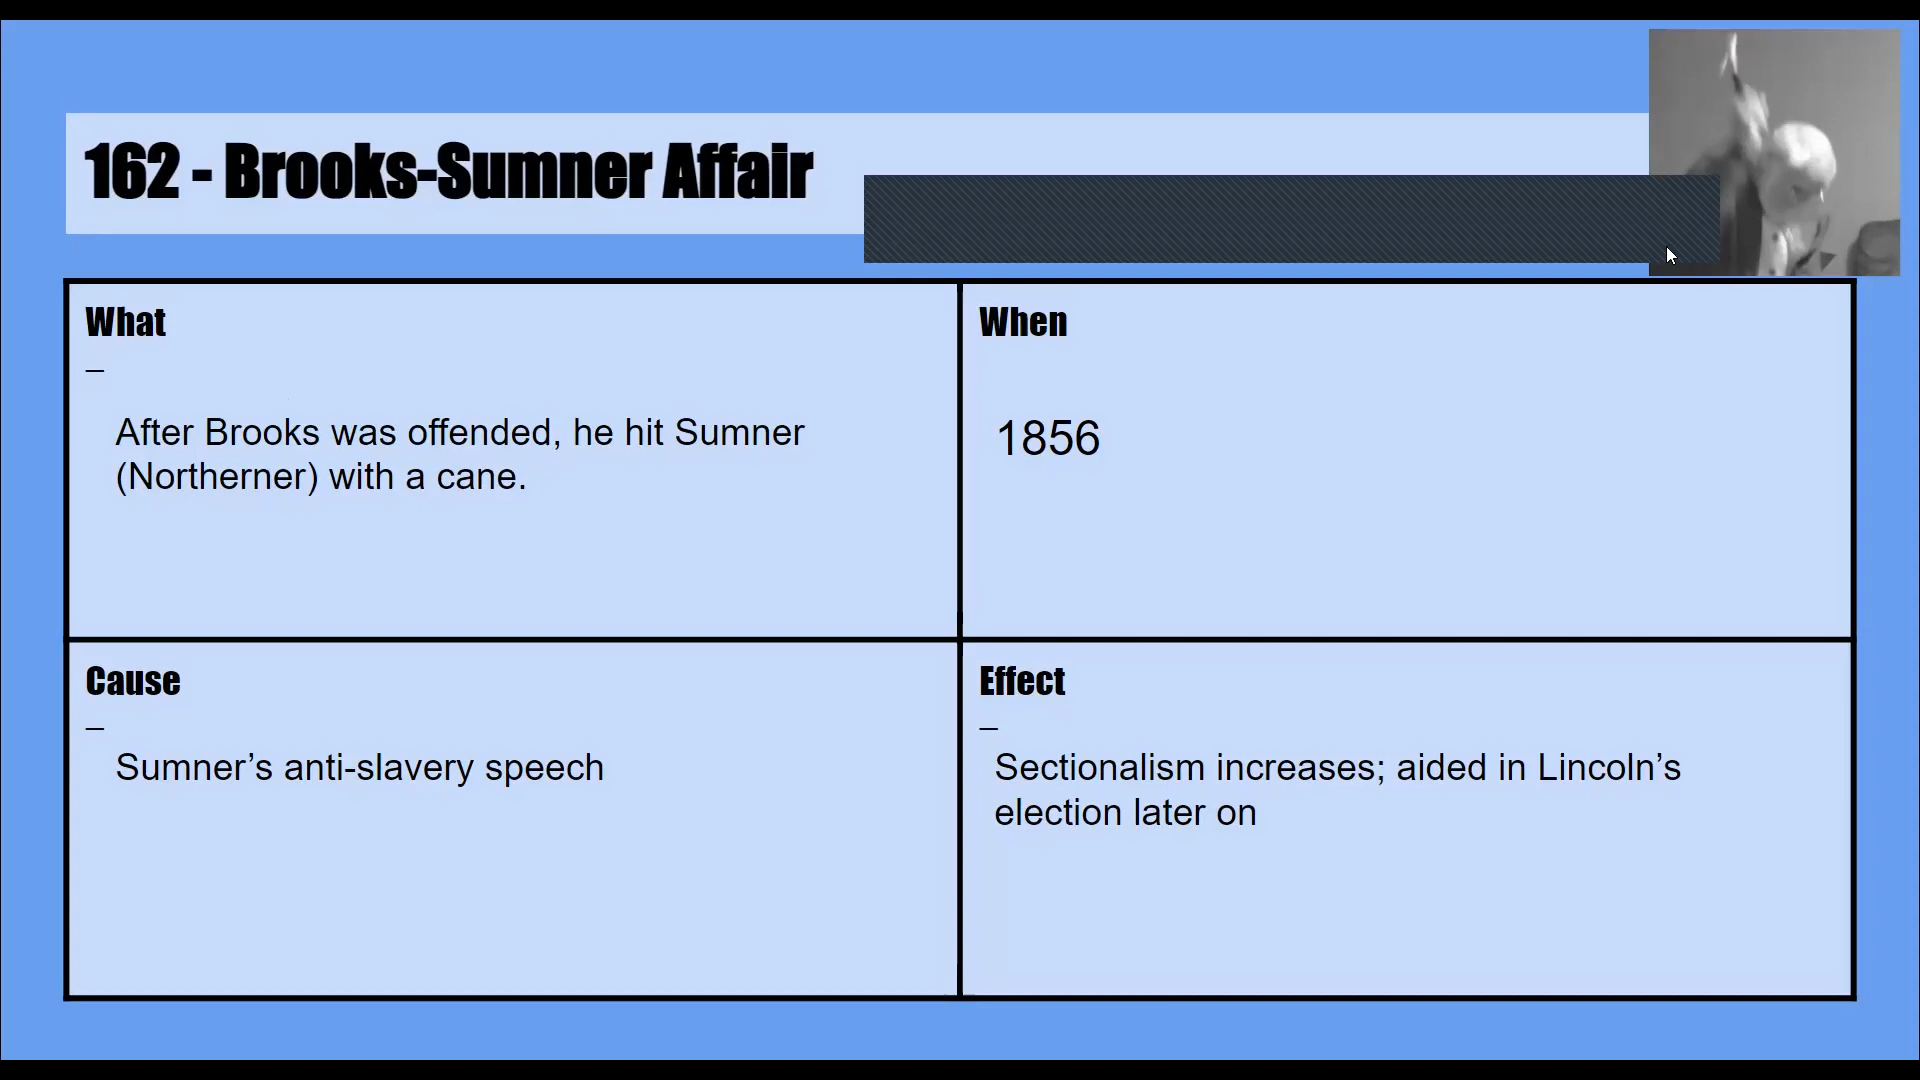 162 - Brooks-Sumner Affair
What
–
After Brooks was offended, he hit Sumner
(Northerner) with a cane.
When
1856
Cause
–
Sumner’s anti-slavery speech
Effect
–
Sectionalism increases; aided in Lincoln’s
election later on